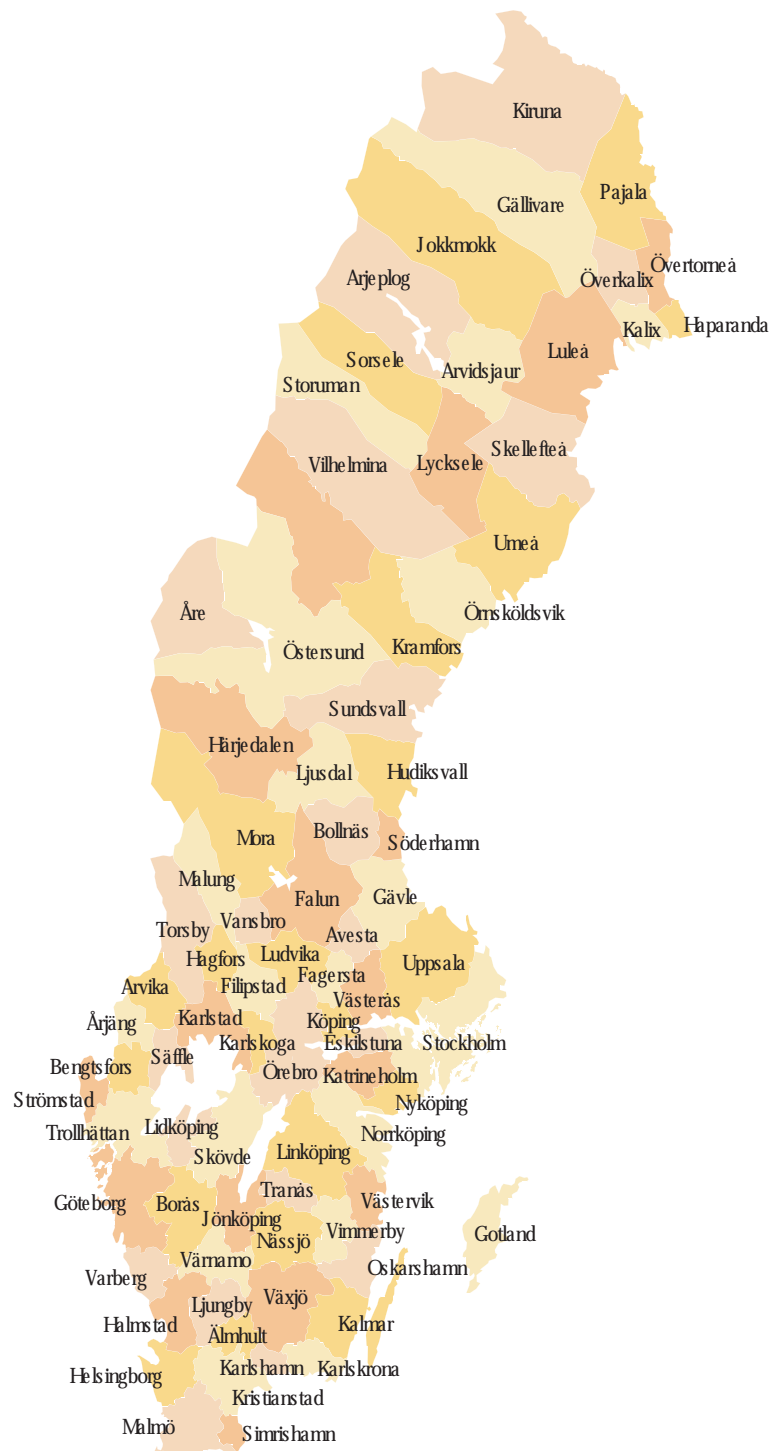 Kiruna
Pajala
Gällivare
Jokkmokk
Övertorneå
Arjeplog
Överkalix
Haparanda
Kalix
Luleå
Sorsele
Arvidsjaur
Storuman
Skellefteå
Vilhelmina
Lycksele
Umeå
Åre
Örnsköldsvik
Kramfors
Östersund
Sundsvall
Härjedalen
Ljusdal
Hudiksvall
Bollnäs
Mora
Söderhamn
Malung
Gävle
Falun
Vansbro
Torsby
Avesta
Ludvika
Hagfors
Uppsala
Fagersta
Filipstad
Arvika
Västerås
Karlstad
Köping
Årjäng
Karlskoga
Eskilstuna
Stockholm
Säffle
Bengtsfors
Örebro
Katrineholm
Strömstad
Nyköping
Lidköping
Trollhättan
Norrköping
Linköping
Skövde
Tranås
Göteborg
Borås
Västervik
Jönköping
Vimmerby
Gotland
Nässjö
Värnamo
Oskarshamn
Varberg
Växjö
Ljungby
Halmstad
Kalmar
Älmhult
Karlshamn
Karlskrona
Helsingborg
Kristianstad
Malmö
Simrishamn